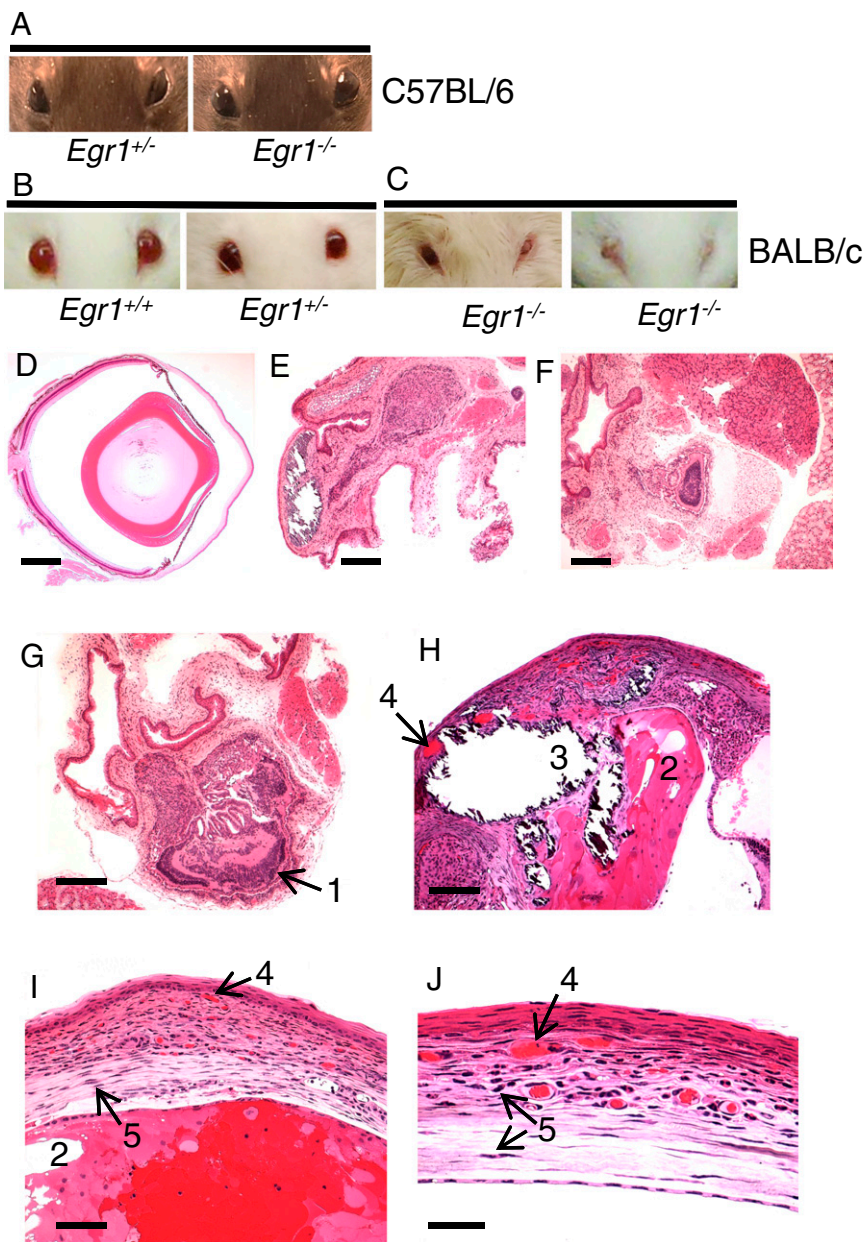 A
C57BL/6
Egr1+/-
Egr1-/-
B
C
BALB/c
Egr1+/+
Egr1+/-
Egr1-/-
Egr1-/-
D
E
F
G
1
H
4
3
2
I
4
5
2
J
4
5